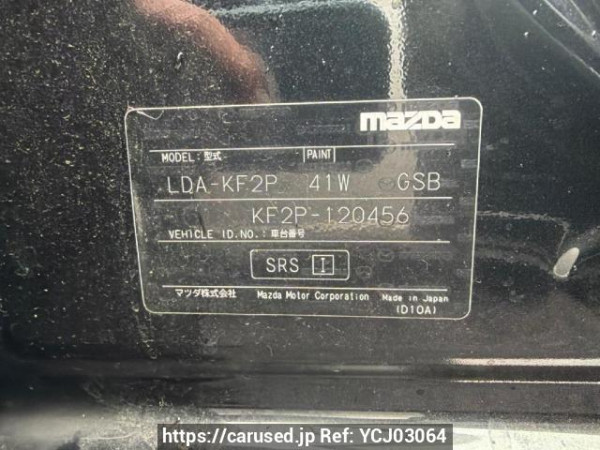 mazda
MODEL:型式 PAINT
LDA-KF2P 41W GSB
KF2P-120456
VEHICLE ID.NO.:車台番号
SRS I
マツダ株式会社 Mazda Motor Corporation Made in Japan
(D10A)
https://carused.jp Ref: YCJ03064